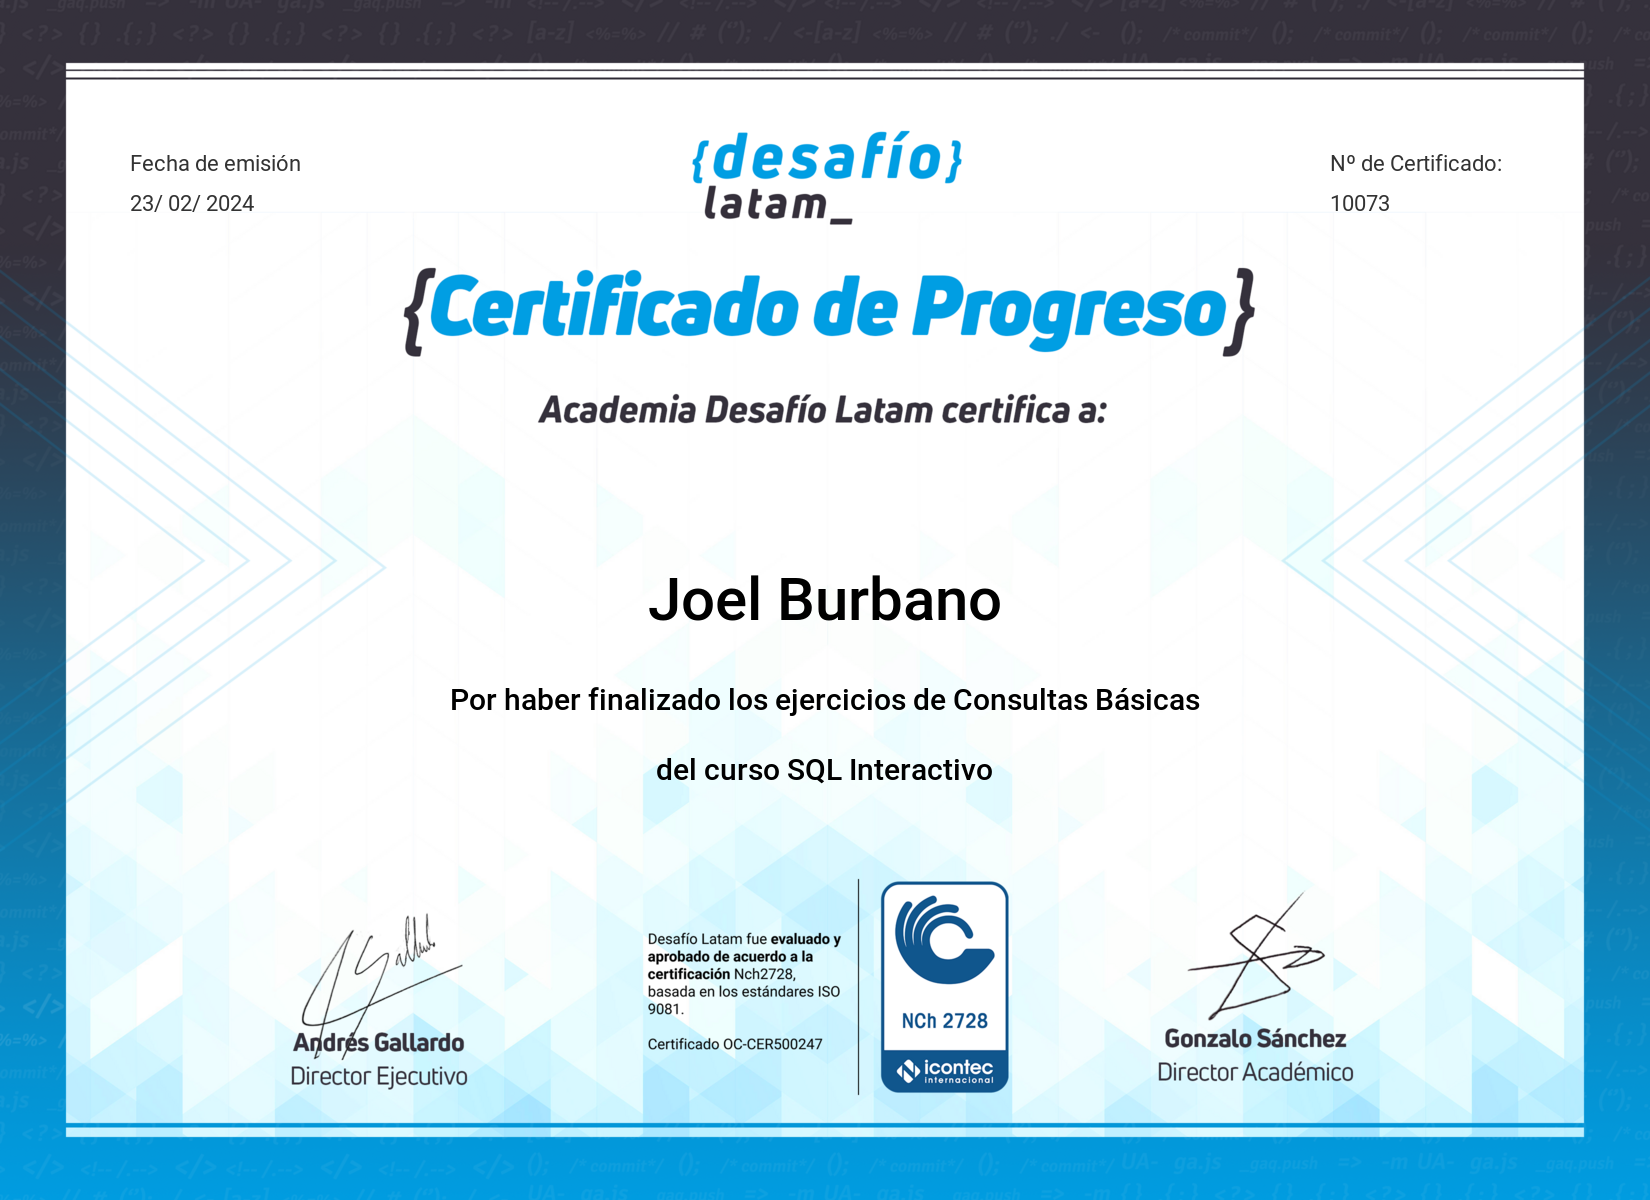 Fecha de emisión
23/ 02/ 2024
{desafío}
latam_
Nº de Certificado:
10073
{Certificado de Progreso}
Academia Desafío Latam certifica a:
Joel Burbano
Por haber finalizado los ejercicios de Consultas Básicas
del curso SQL Interactivo
Andrés Gallardo
Director Ejecutivo
Desafío Latam fue evaluado y
aprobado de acuerdo a la
certificación Nch2728,
basada en los estándares ISO
9081.
Certificado OC-CER500247
NCh 2728
icontec
internacional
Gonzalo Sánchez
Director Académico